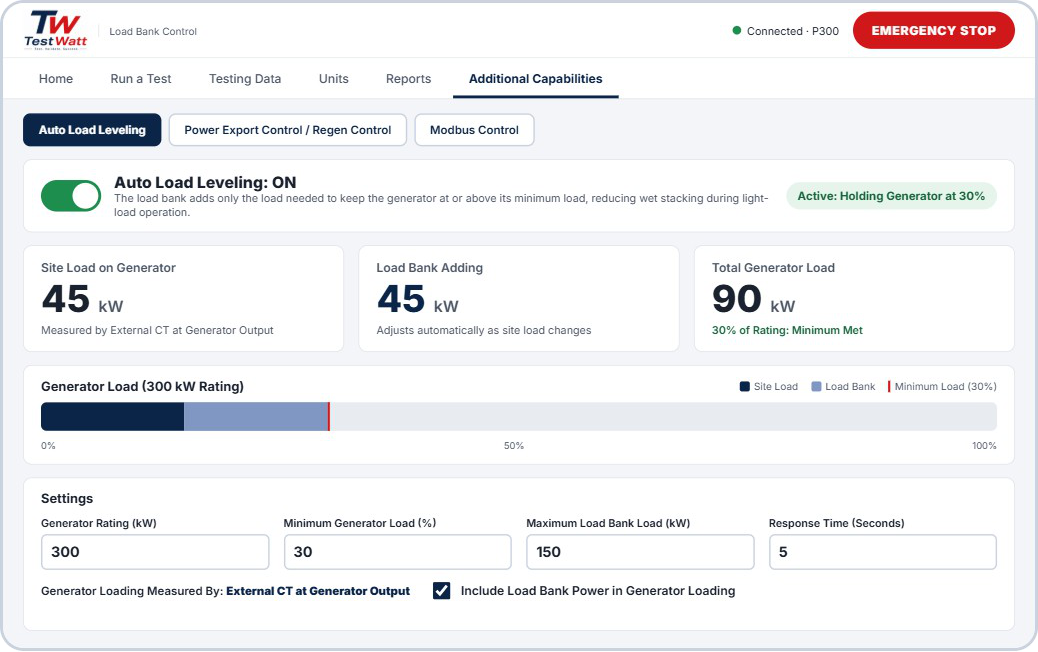 TW
TestWatt
Load Bank Control
Connected · P300
EMERGENCY STOP
Home
Run a Test
Testing Data
Units
Reports
Additional Capabilities
Auto Load Leveling
Power Export Control / Regen Control
Modbus Control
Auto Load Leveling: ON
The load bank adds only the load needed to keep the generator at or above its minimum load, reducing wet stacking during light-
load operation.
Active: Holding Generator at 30%
Site Load on Generator
45 kW
Measured by External CT at Generator Output
Load Bank Adding
45 kW
Adjusts automatically as site load changes
Total Generator Load
90 kW
30% of Rating: Minimum Met
Generator Load (300 kW Rating)
Site Load
Load Bank
Minimum Load (30%)
0%
50%
100%
Settings
Generator Rating (kW)
300
Minimum Generator Load (%)
30
Maximum Load Bank Load (kW)
150
Response Time (Seconds)
5
Generator Loading Measured By: External CT at Generator Output
Include Load Bank Power in Generator Loading